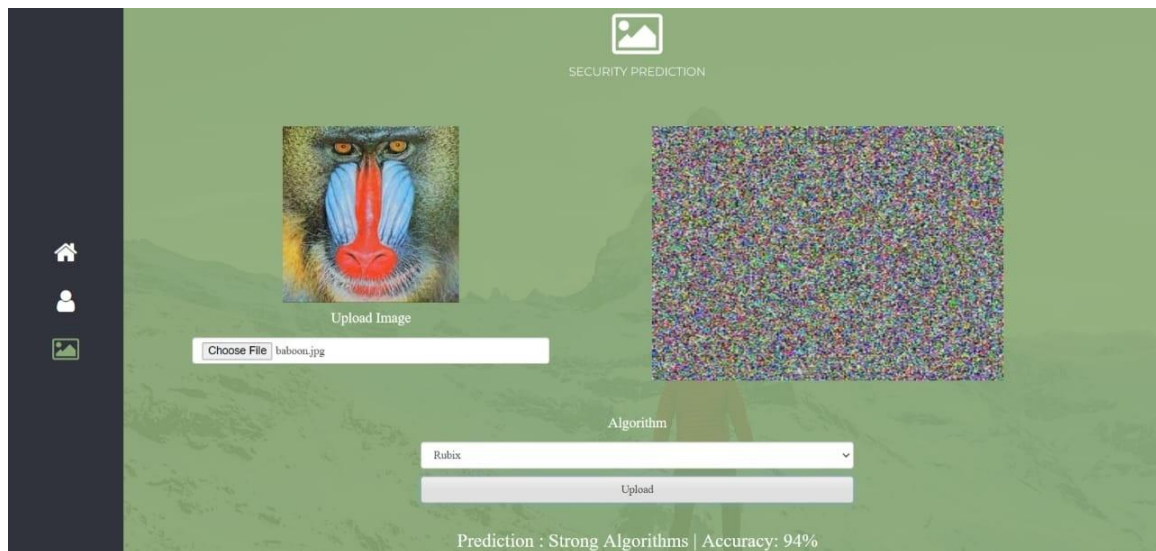 SECURITY PREDICTION
Upload Image
Choose File baboon.jpg
Algorithm
Rubix
Upload
Prediction : Strong Algorithms | Accuracy: 94%